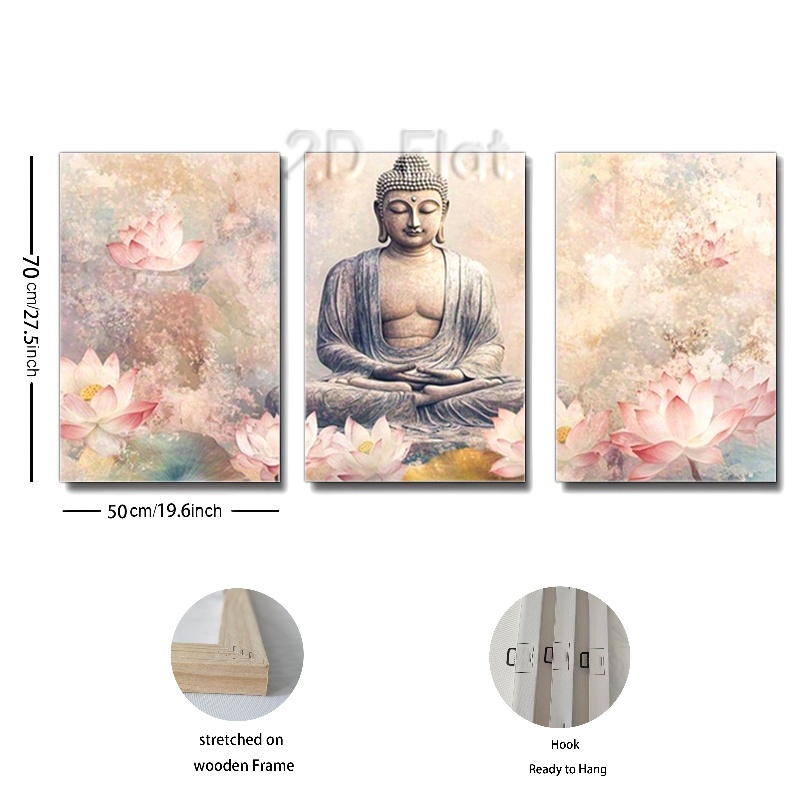 2D Flat
70 cm/27.5inch
50 cm/19.6inch
stretched on
wooden Frame
Hook
Ready to Hang